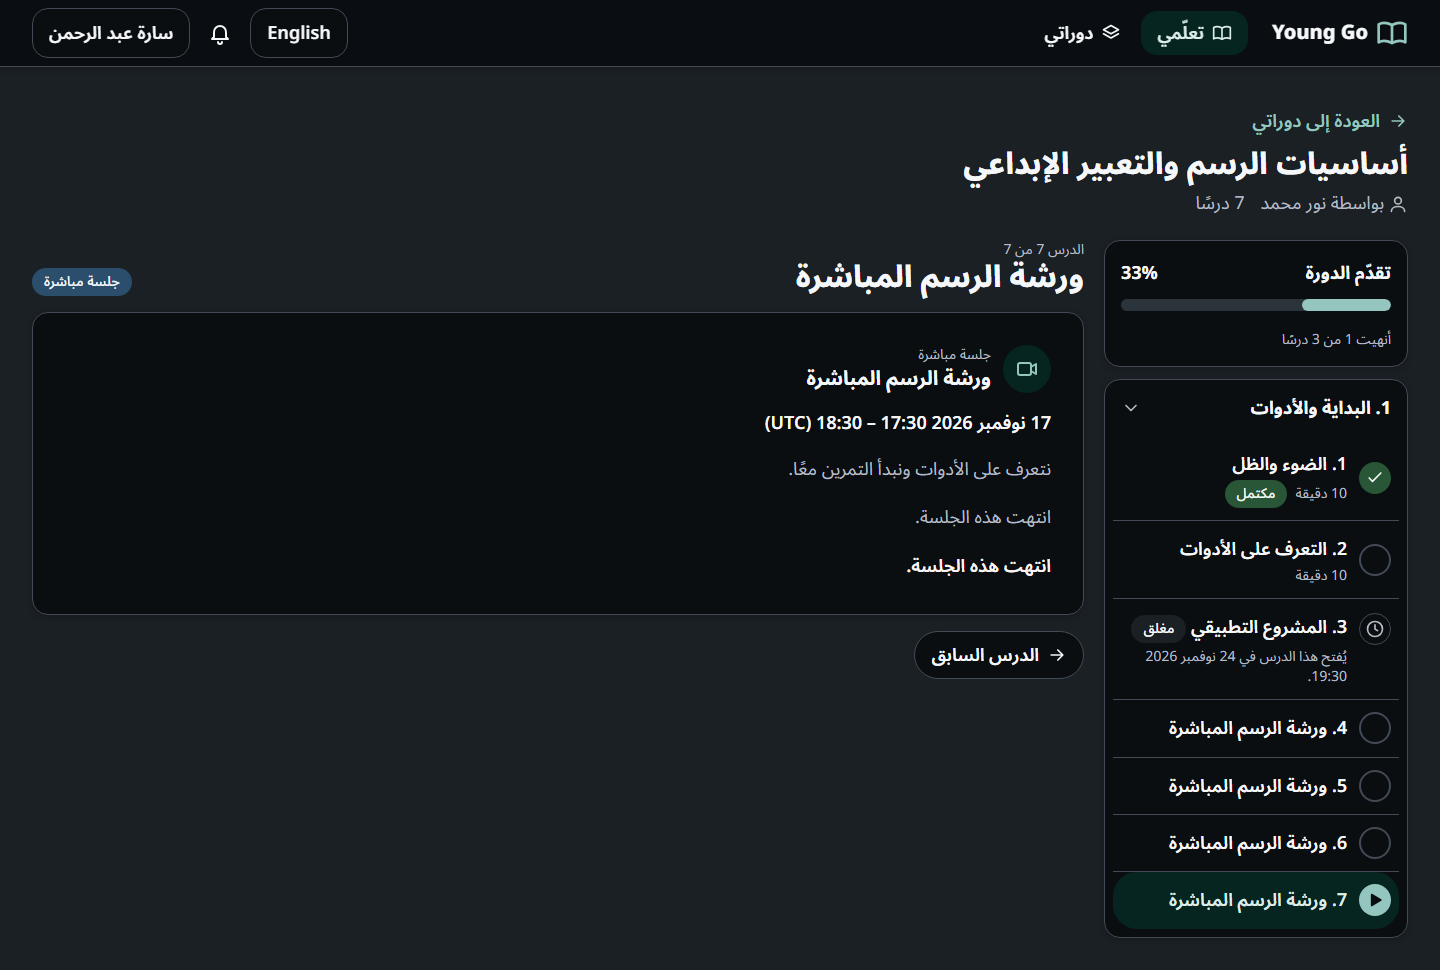 Young Go
تعلّمي
دوراتي
English
سارة عبد الرحمن
العودة إلى دوراتي
أساسيات الرسم والتعبير الإبداعي
بواسطة نور محمد
7 درسًا
تقدّم الدورة
33%
أنهيت 1 من 3 درسًا
1. البداية والأدوات
1. الضوء والظل
10 دقيقة
مكتمل
2. التعرف على الأدوات
10 دقيقة
3. المشروع التطبيقي
مغلق
يُفتح هذا الدرس في 24 نوفمبر 2026
19:30.
4. ورشة الرسم المباشرة
5. ورشة الرسم المباشرة
6. ورشة الرسم المباشرة
7. ورشة الرسم المباشرة
الدرس 7 من 7
ورشة الرسم المباشرة
جلسة مباشرة
جلسة مباشرة
ورشة الرسم المباشرة
17 نوفمبر 2026 17:30 – 18:30 (UTC)
نتعرف على الأدوات ونبدأ التمرين معًا.
انتهت هذه الجلسة.
انتهت هذه الجلسة.
الدرس السابق